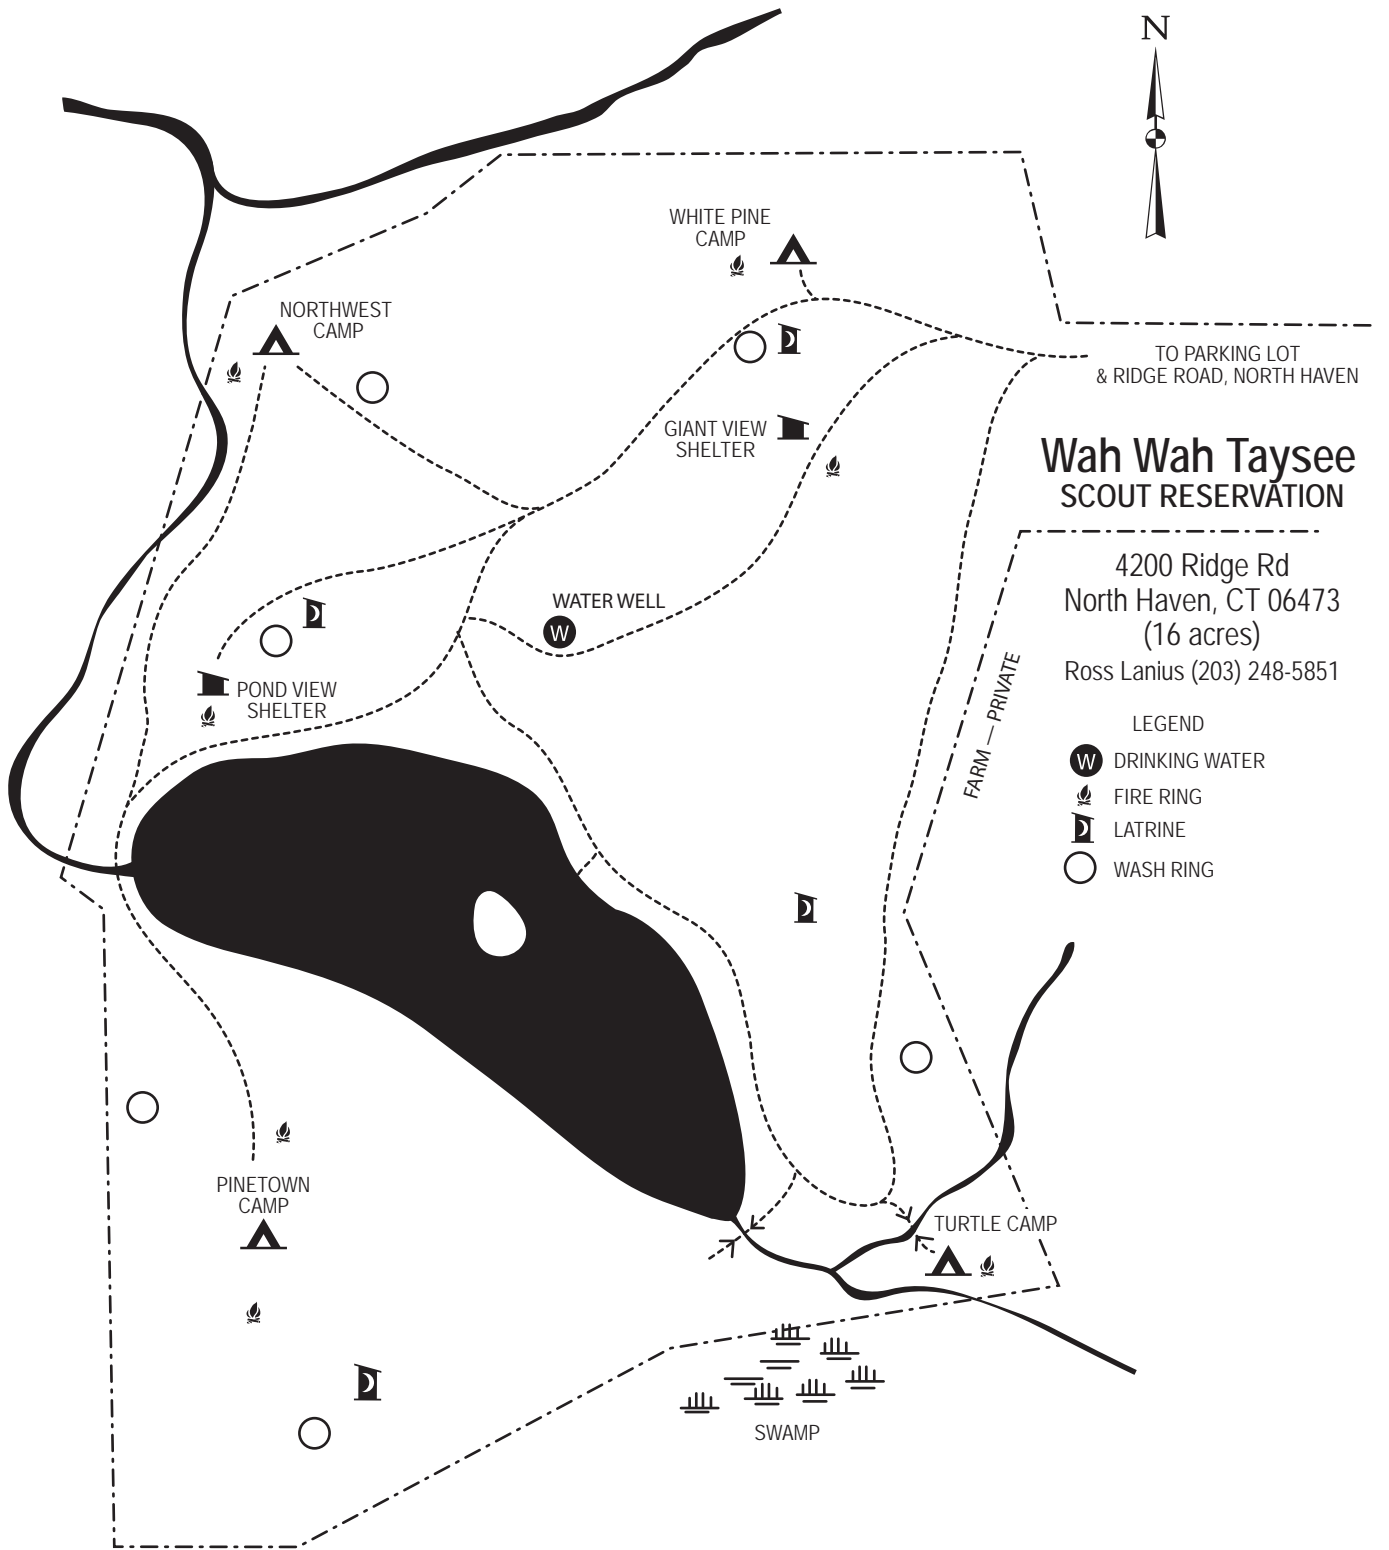 N
WHITE PINE
CAMP
NORTHWEST
CAMP
TO PARKING LOT
& RIDGE ROAD, NORTH HAVEN
GIANT VIEW
SHELTER
Wah Wah Taysee
SCOUT RESERVATION
4200 Ridge Rd
North Haven, CT 06473
(16 acres)
Ross Lanius (203) 248-5851
WATER WELL
W
POND VIEW
SHELTER
FARM — PRIVATE
LEGEND
W DRINKING WATER
FIRE RING
LATRINE
WASH RING
PINETOWN
CAMP
TURTLE CAMP
SWAMP